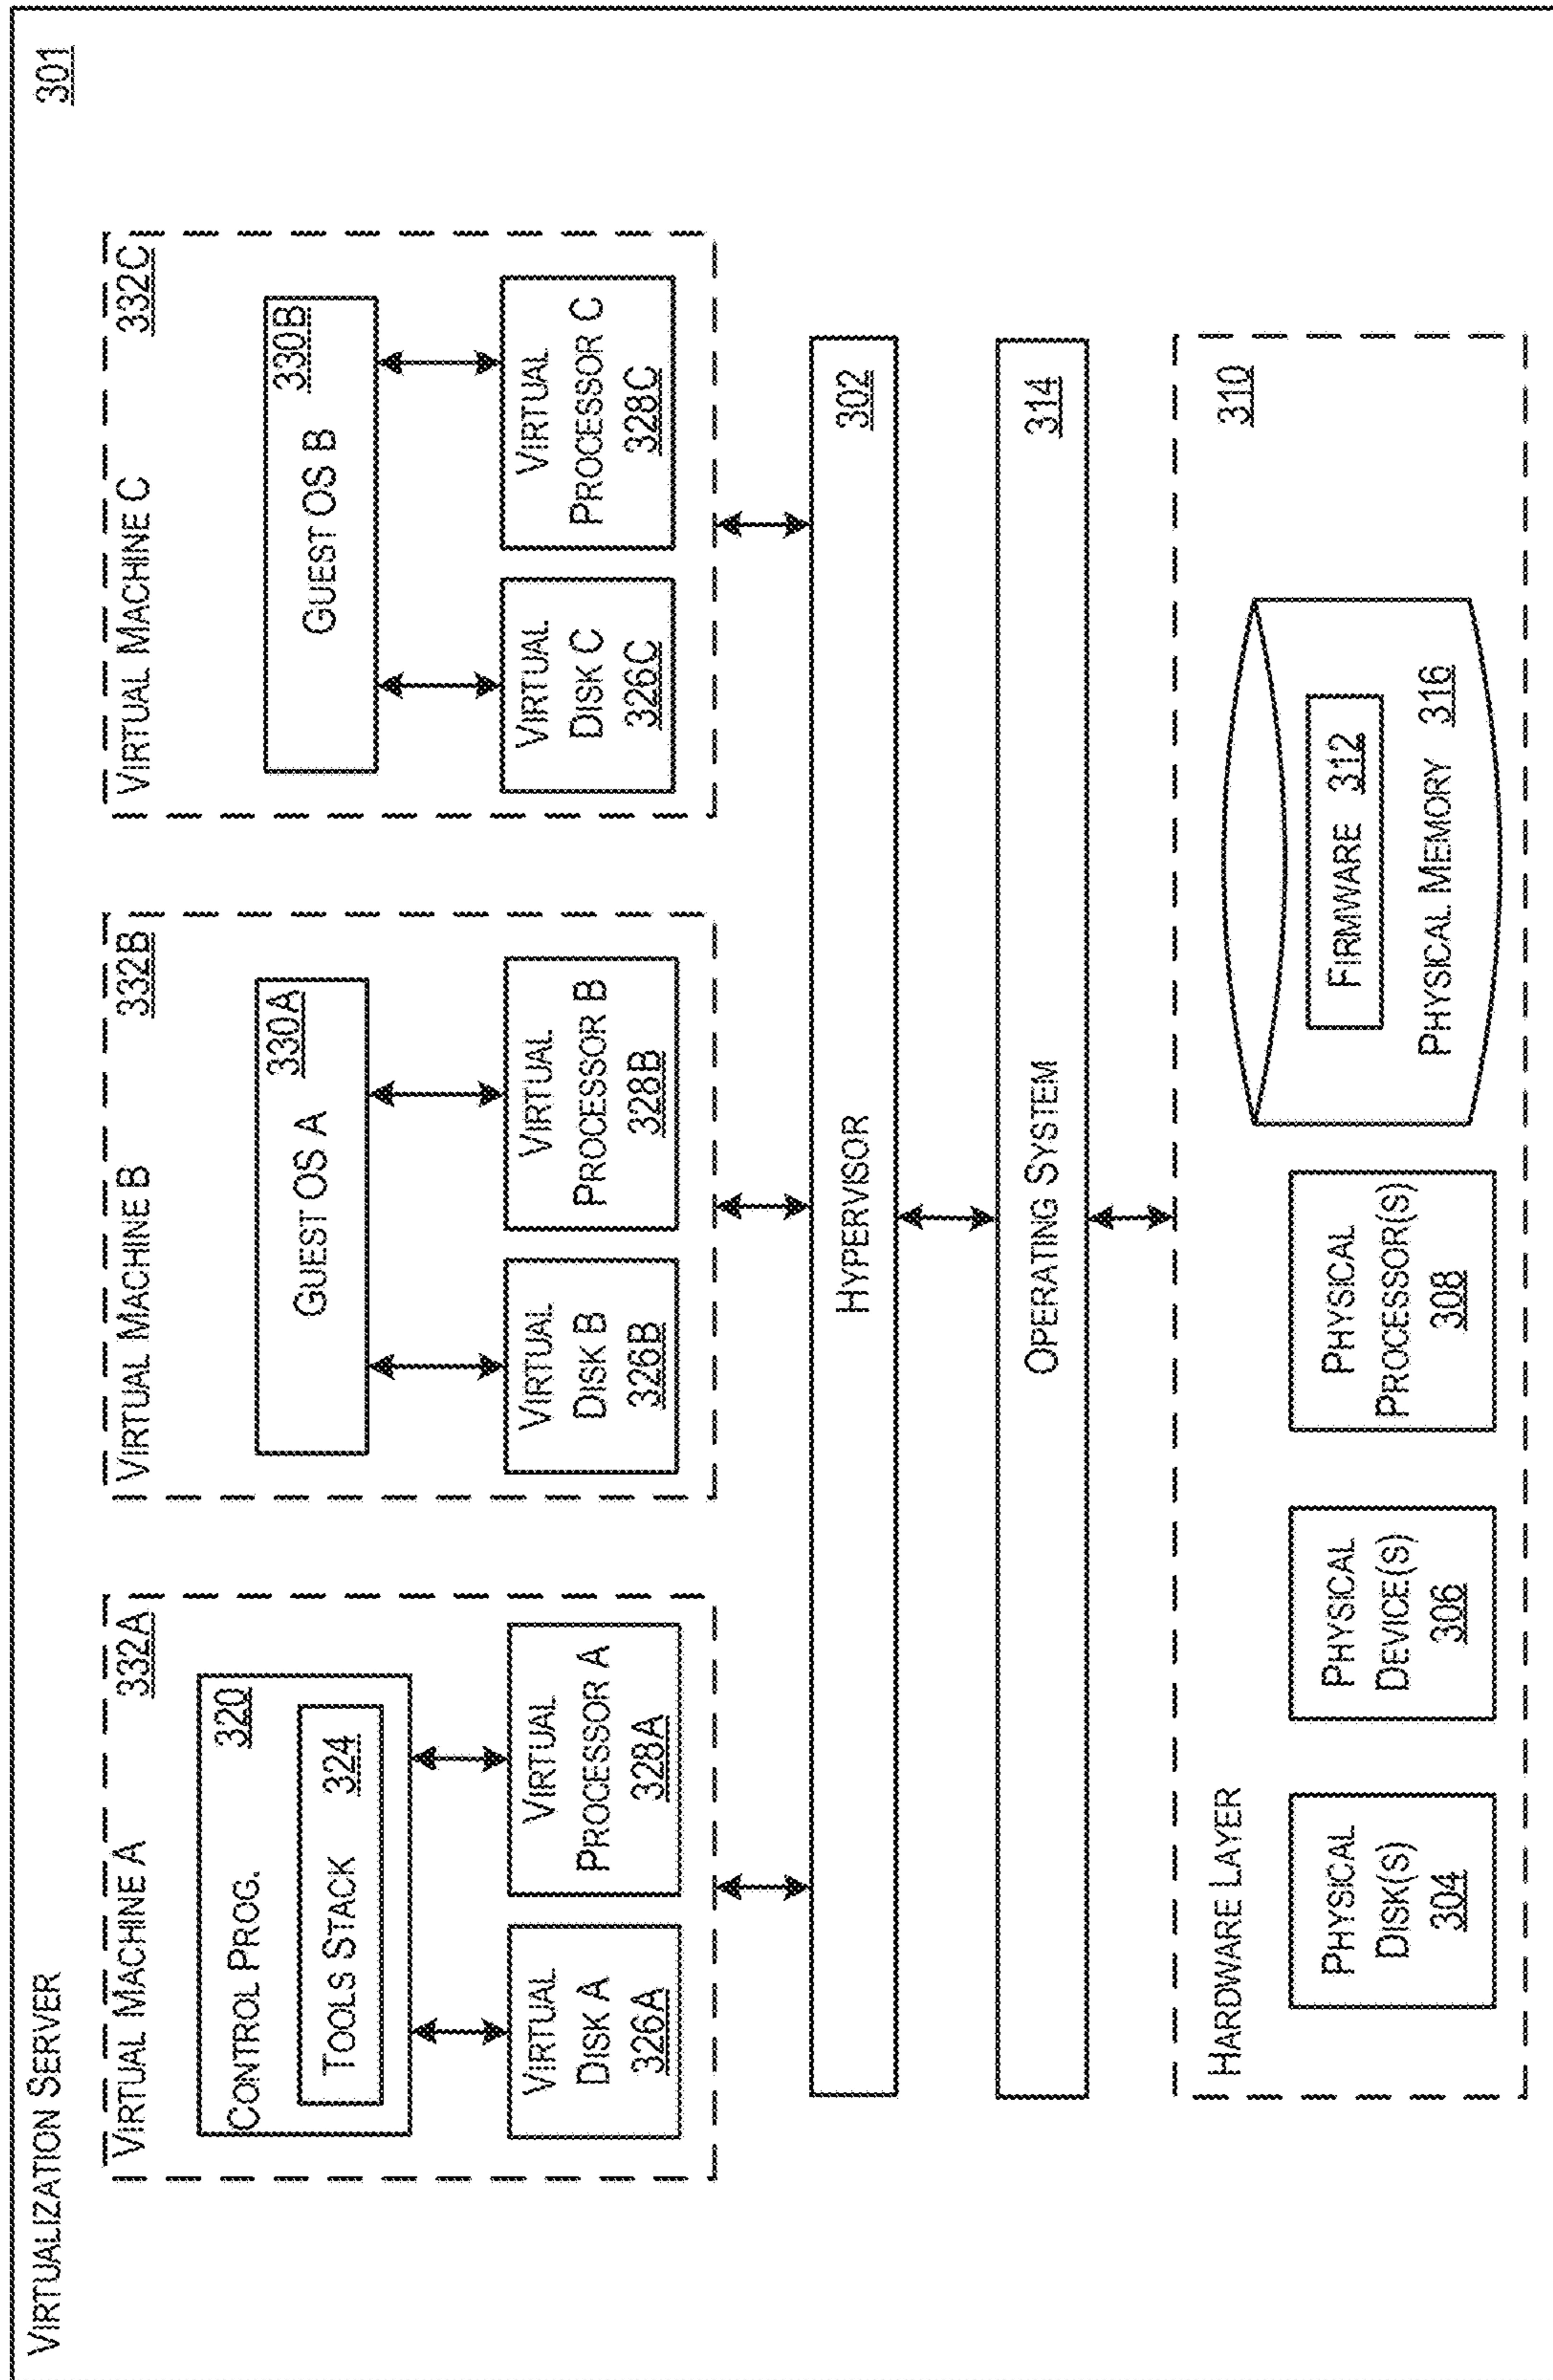 VIRTUALIZATION SERVER
301
VIRTUAL MACHINE A
332A
CONTROL PROG.
320
TOOLS STACK
324
VIRTUAL
DISK A
326A
VIRTUAL
PROCESSOR A
328A
VIRTUAL MACHINE B
332B
GUEST OS A
330A
VIRTUAL
DISK B
326B
VIRTUAL
PROCESSOR B
328B
VIRTUAL MACHINE C
332C
GUEST OS B
330B
VIRTUAL
DISK C
326C
VIRTUAL
PROCESSOR C
328C
HYPERVISOR
302
OPERATING SYSTEM
314
HARDWARE LAYER
310
PHYSICAL
DISK(S)
304
PHYSICAL
DEVICE(S)
306
PHYSICAL
PROCESSOR(S)
308
FIRMWARE 312
PHYSICAL MEMORY 316